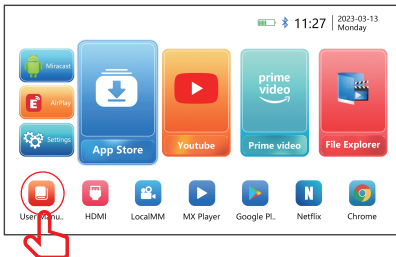 11:27
2023-03-13
Monday
Miracast
E
AirPlay
Settings
App Store
Youtube
prime
video
Prime video
File Explorer
User Manu..
HDMI
LocalMM
MX Player
Google Pl..
N
Netflix
Chrome